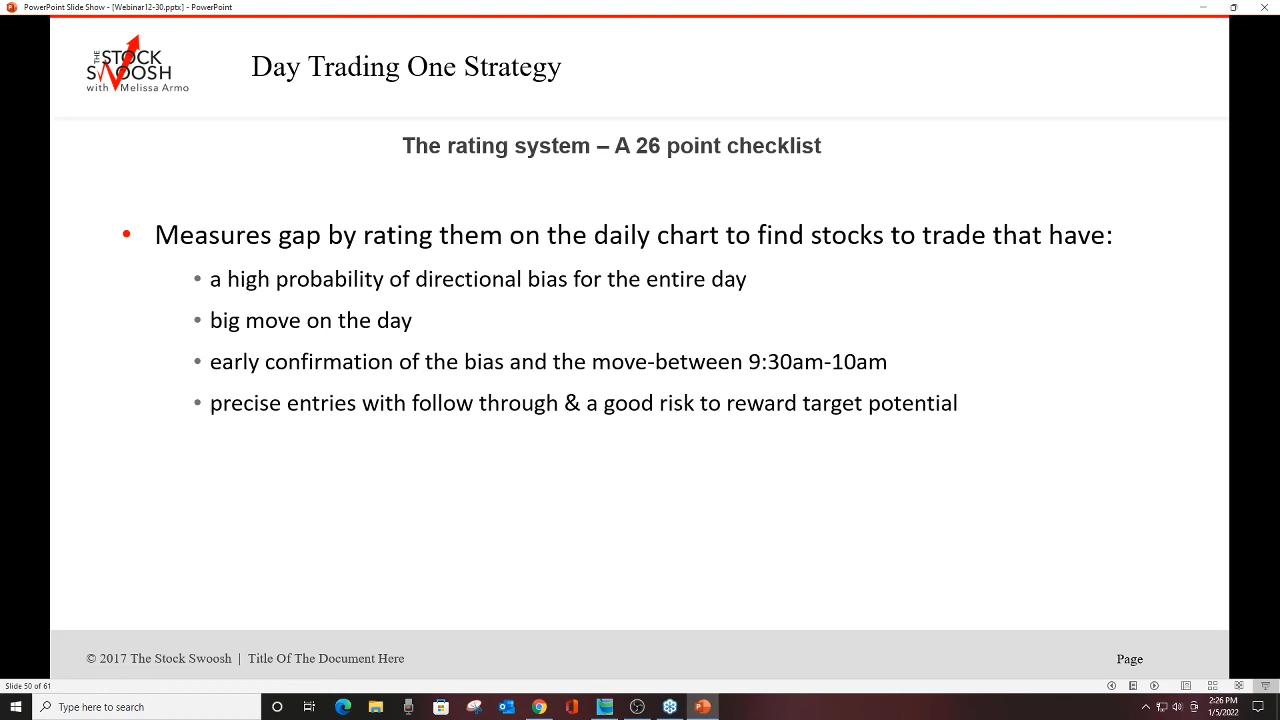 PowerPoint Slide Show - [Webinar12-30.pptx] - PowerPoint
THE
STOCK
SWOOSH
with Melissa Armo
Day Trading One Strategy
The rating system – A 26 point checklist
• Measures gap by rating them on the daily chart to find stocks to trade that have:
• a high probability of directional bias for the entire day
• big move on the day
• early confirmation of the bias and the move-between 9:30am-10am
• precise entries with follow through & a good risk to reward target potential
© 2017 The Stock Swoosh | Title Of The Document Here
Page
Slide 50 of 61
Type here to search
2:26 PM
1/5/2022